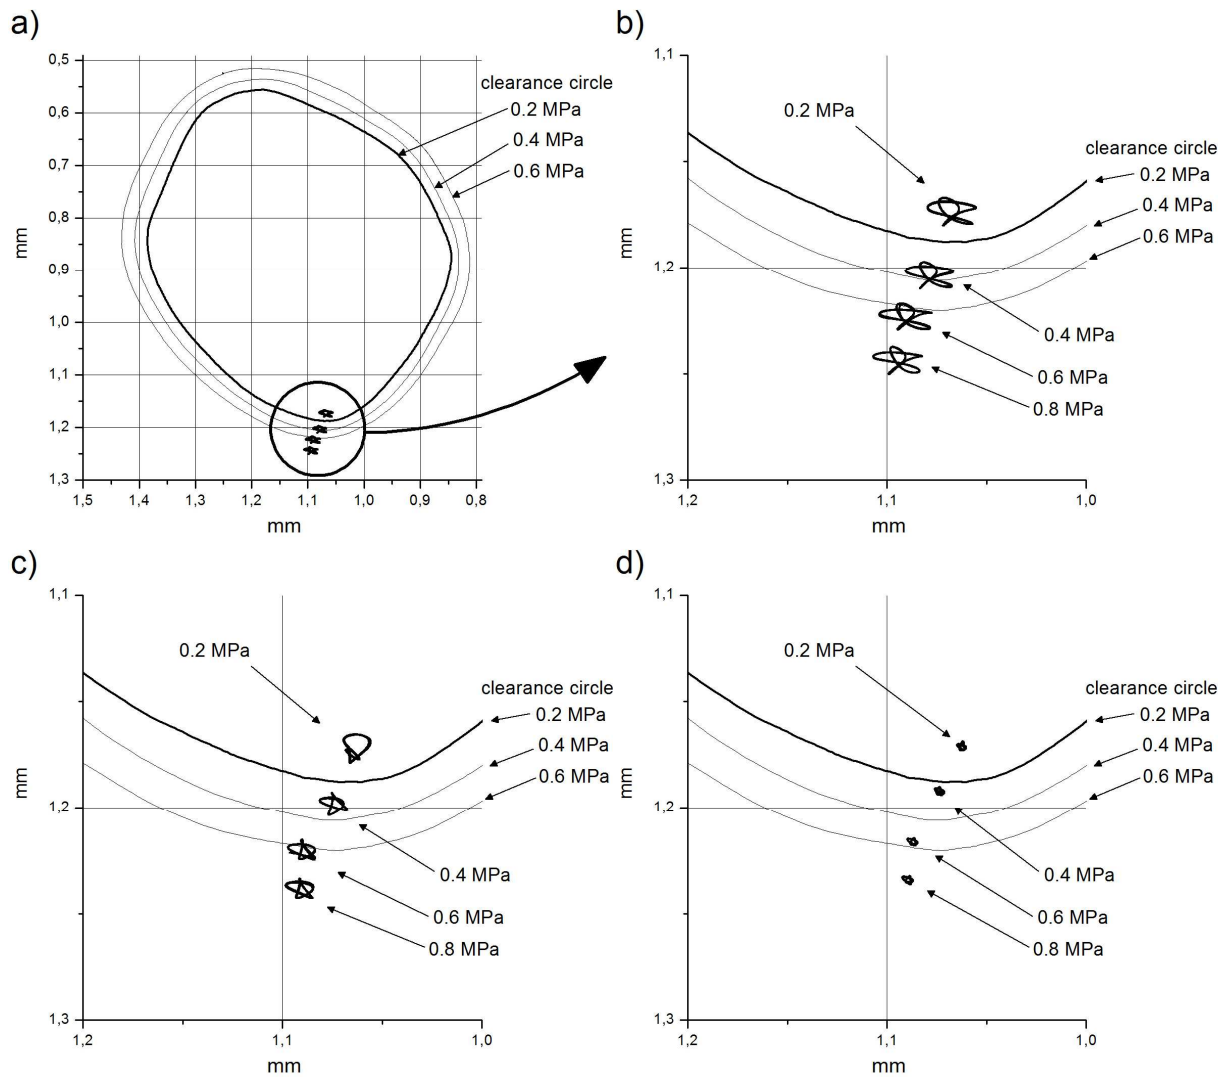 a)
0,5
0,6
0,7
0,8
0,9
1,0
1,1
1,2
1,3
mm
1,5
1,4
1,3
1,2
1,1
1,0
0,9
0,8
mm
clearance circle
0.2 MPa
0.4 MPa
0.6 MPa
b)
1,1
1,2
1,3
mm
1,2
1,1
1,0
mm
0.2 MPa
clearance circle
0.2 MPa
0.4 MPa
0.6 MPa
0.4 MPa
0.6 MPa
0.8 MPa
c)
1,1
1,2
1,3
mm
1,2
1,1
1,0
mm
0.2 MPa
clearance circle
0.2 MPa
0.4 MPa
0.6 MPa
0.4 MPa
0.6 MPa
0.8 MPa
d)
1,1
1,2
1,3
mm
1,2
1,1
1,0
mm
0.2 MPa
clearance circle
0.2 MPa
0.4 MPa
0.6 MPa
0.4 MPa
0.6 MPa
0.8 MPa